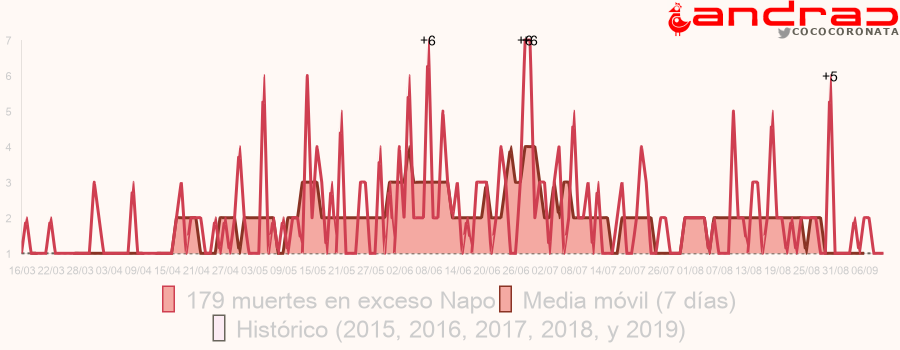 andrac
COCOCORONATA
+6 +6 +6
7
6 +5
5
4
3
2
1
16/03 22/03 28/03 03/04 09/04 15/04 21/04 27/04 03/05 09/05 15/05 21/05 27/05 02/06 08/06 14/06 20/06 26/06 02/07 08/07 14/07 20/07 26/07 01/08 07/08 13/08 19/08 25/08 31/08 06/09
179 muertes en exceso Napo Media móvil (7 días)
Histórico (2015, 2016, 2017, 2018, y 2019)